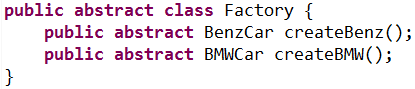 public abstract class Factory {
    public abstract BenzCar createBenz();
    public abstract BMWCar createBMW();
}